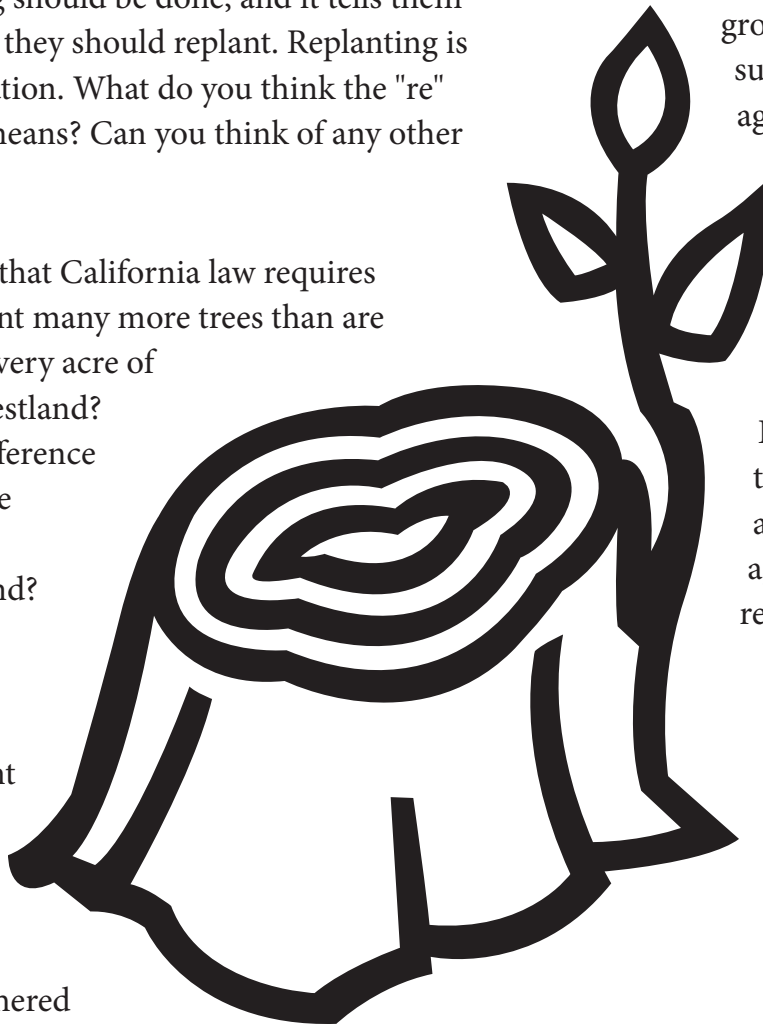 should be done, and it tells them
they should replant. Replanting is
tion. What do you think the "re"
means? Can you think of any other
that California law requires
nt many more trees than are
very acre of
estland?
ference
e
nd?
nt
hered
gro
su
ag
t
a
a
re